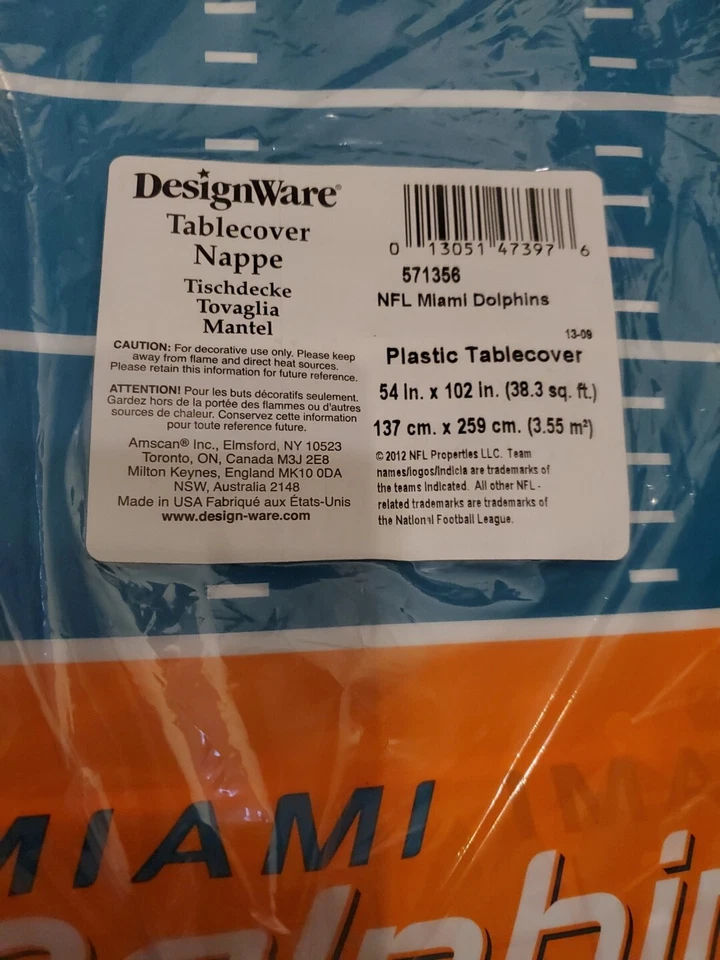 DesignWare®
Tablecover
Nappe
Tischdecke
Tovaglia
Mantel
CAUTION: For decorative use only. Please keep
away from flame and direct heat sources.
Please retain this information for future reference.
ATTENTION! Pour les buts décoratifs seulement.
Gardez hors de la portée des flammes ou d'autres
sources de chaleur. Conservez cette information
pour toute reference future.
Amscan® Inc., Elmsford, NY 10523
Toronto, ON, Canada M3J 2E8
Milton Keynes, England MK10 0DA
NSW, Australia 2148
Made in USA Fabriqué aux États-Unis
www.design-ware.com
0 13051 47397 6
571356
NFL Miami Dolphins
13-09
Plastic Tablecover
54 in. x 102 in. (38.3 sq. ft.)
137 cm. x 259 cm. (3.55 m²)
© 2012 NFL Properties LLC. Team
names/logos/indicia are trademarks of
the teams indicated. All other NFL-
related trademarks are trademarks of
the National Football League.
MIAMI